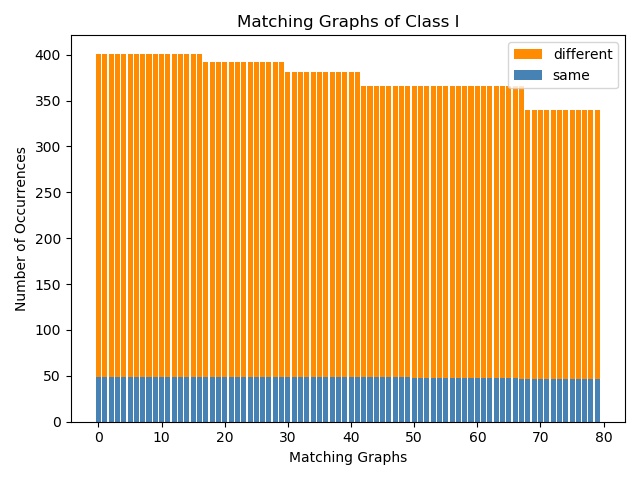 Matching Graphs of Class I
different
same
Number of Occurrences
400
350
300
250
200
150
100
50
0
0 10 20 30 40 50 60 70 80
Matching Graphs